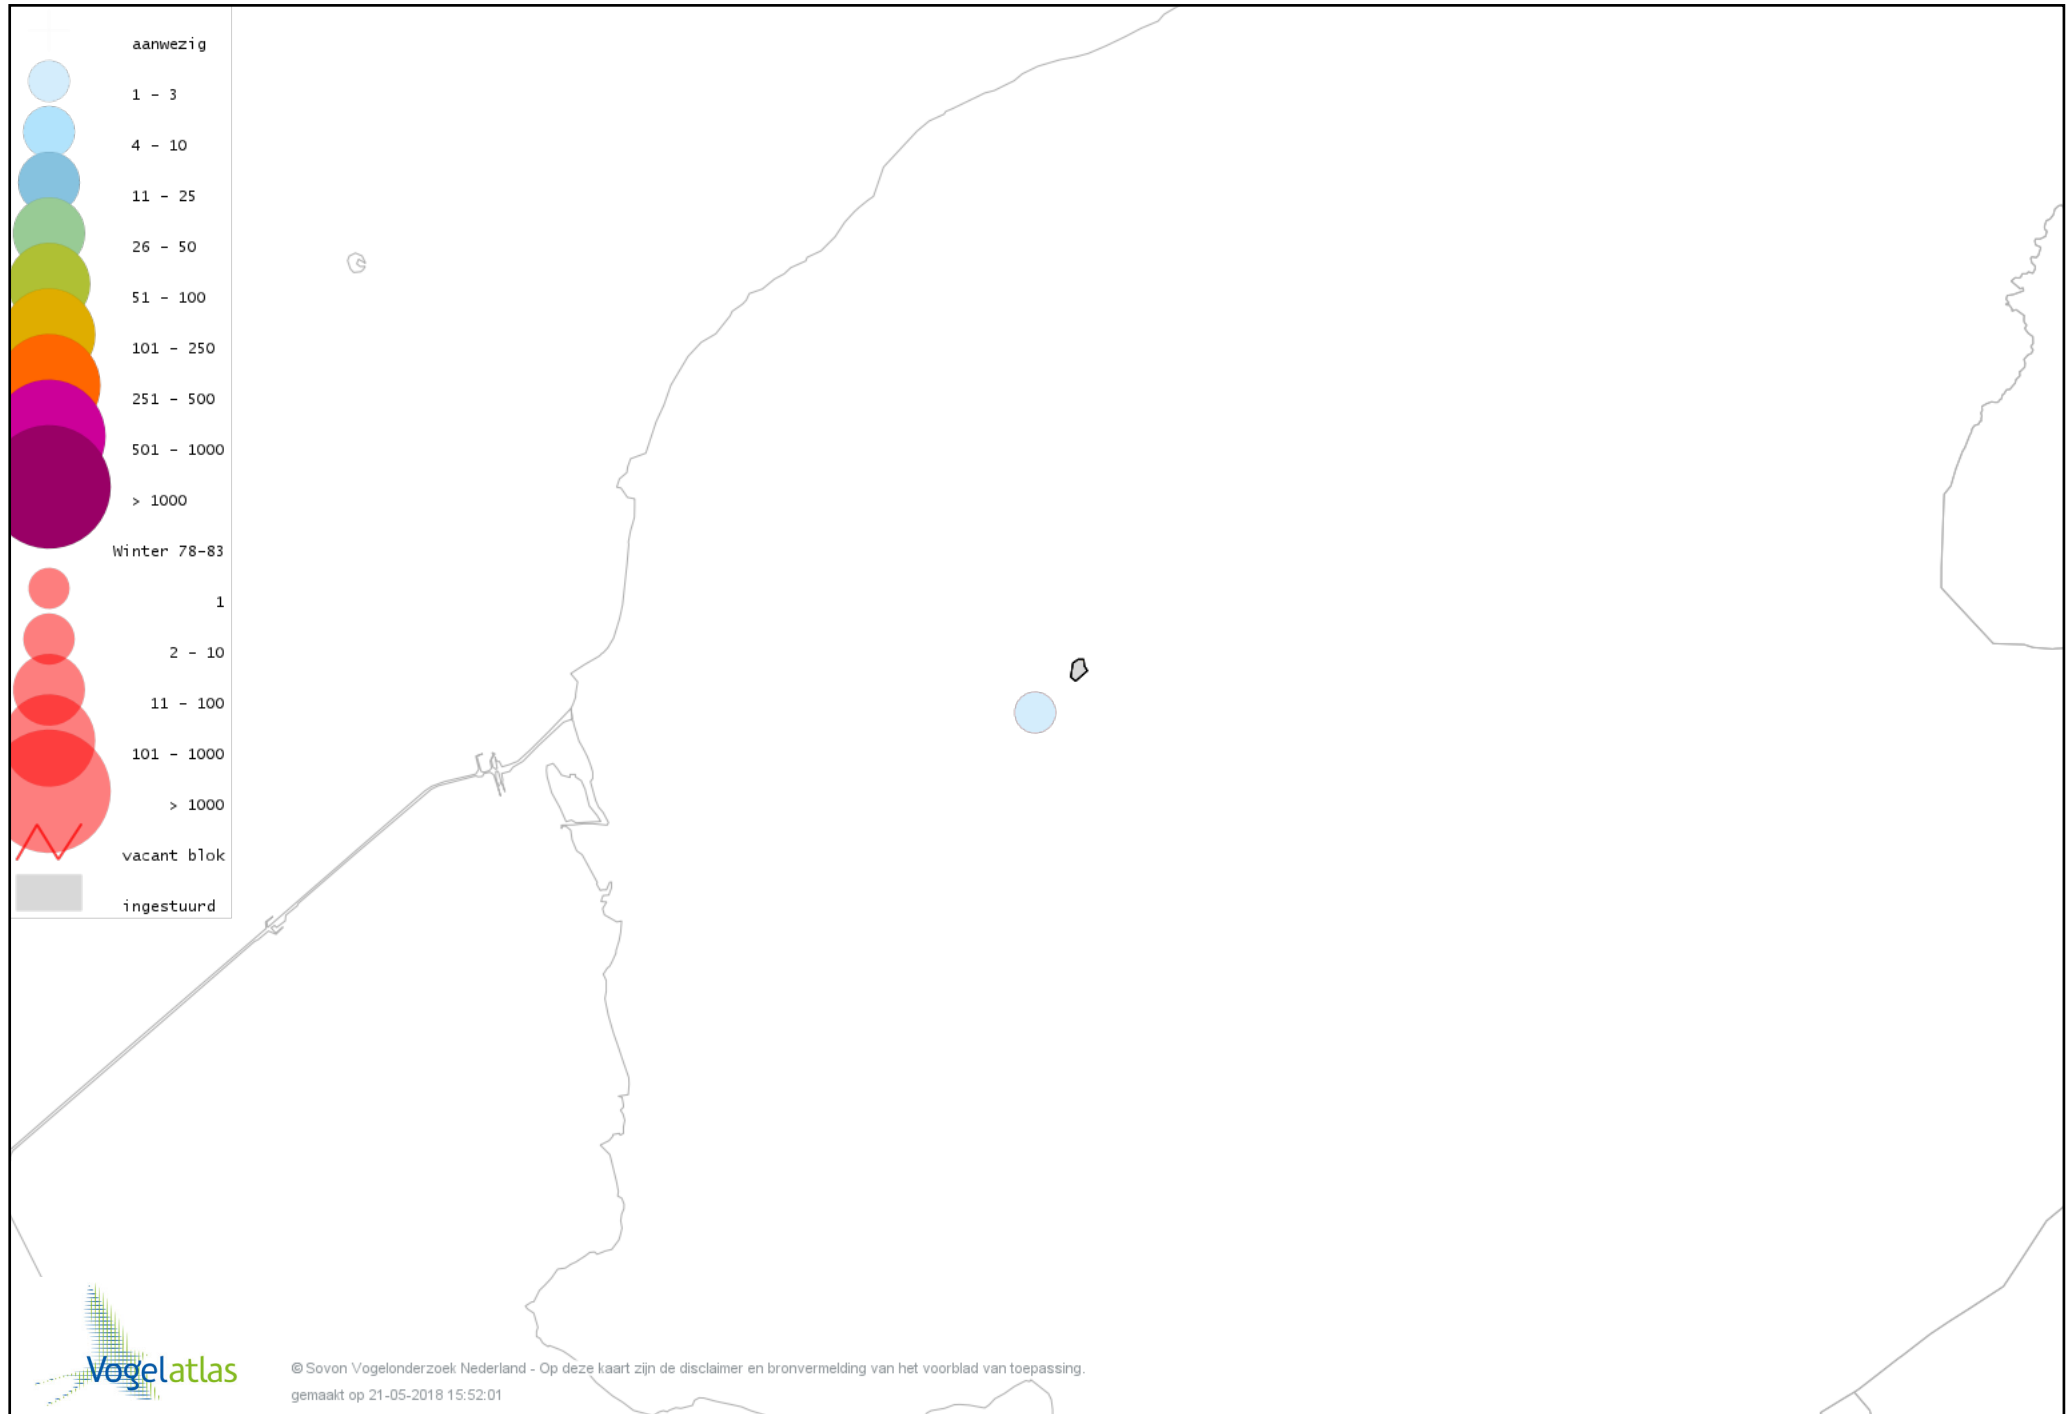 aanwezig
1 - 3
4 - 10
11 - 25
26 - 50
51 - 100
101 - 250
251 - 500
501 - 1000
> 1000
Winter 78-83
1
2 - 10
11 - 100
101 - 1000
> 1000
vacant blok
ingestuurd
Vogelatlas
© Sovon Vogelonderzoek Nederland - Op deze kaart zijn de disclaimer en bronvermelding van het voorblad van toepassing.
gemaakt op 21-05-2018 15:52:01